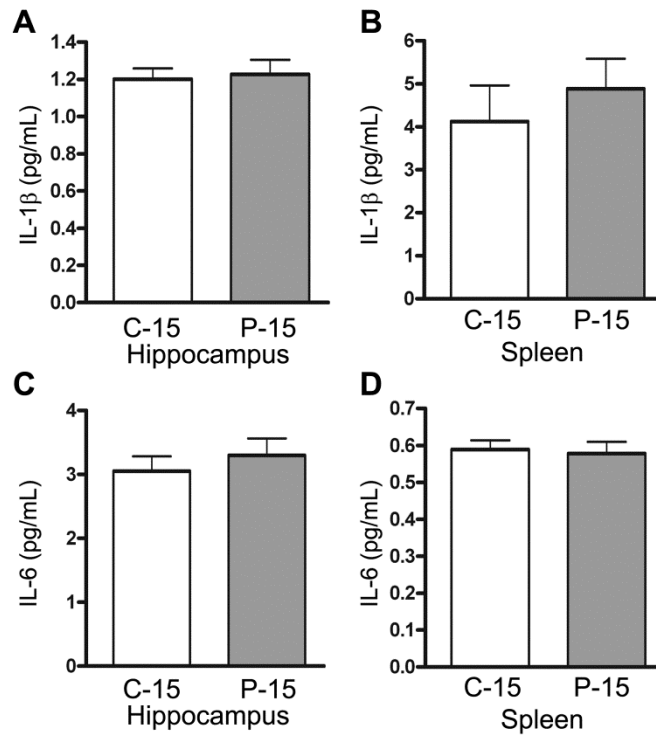 A
IL-1β (pg/mL)
1.4
1.2
1.0
0.8
0.6
0.4
0.2
0.0
C-15 P-15
Hippocampus
B
IL-1β (pg/mL)
6
5
4
3
2
1
0
C-15 P-15
Spleen
C
IL-6 (pg/mL)
4
3
2
1
0
C-15 P-15
Hippocampus
D
IL-6 (pg/mL)
0.7
0.6
0.5
0.4
0.3
0.2
0.1
0.0
C-15 P-15
Spleen